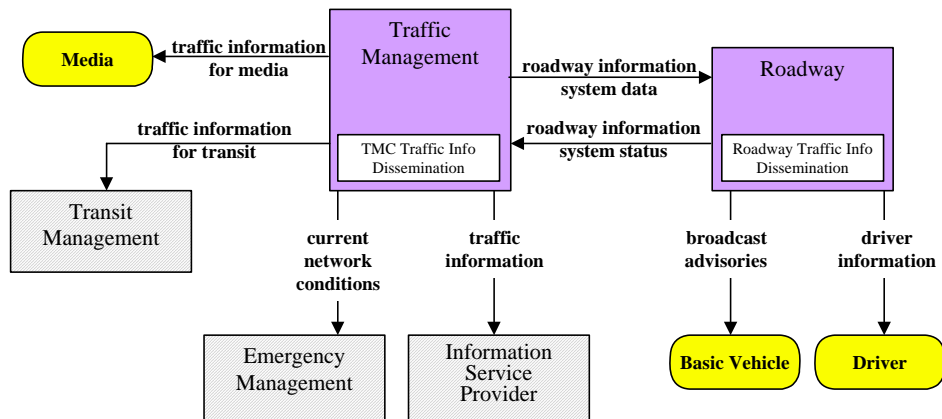 Traffic
Management
TMC Traffic Info
Dissemination
Media
traffic information
for media
traffic information
for transit
Transit
Management
roadway information
system data
roadway information
system status
Roadway
Roadway Traffic Info
Dissemination
current
network
conditions
traffic
information
broadcast
advisories
driver
information
Emergency
Management
Information
Service
Provider
Basic Vehicle
Driver